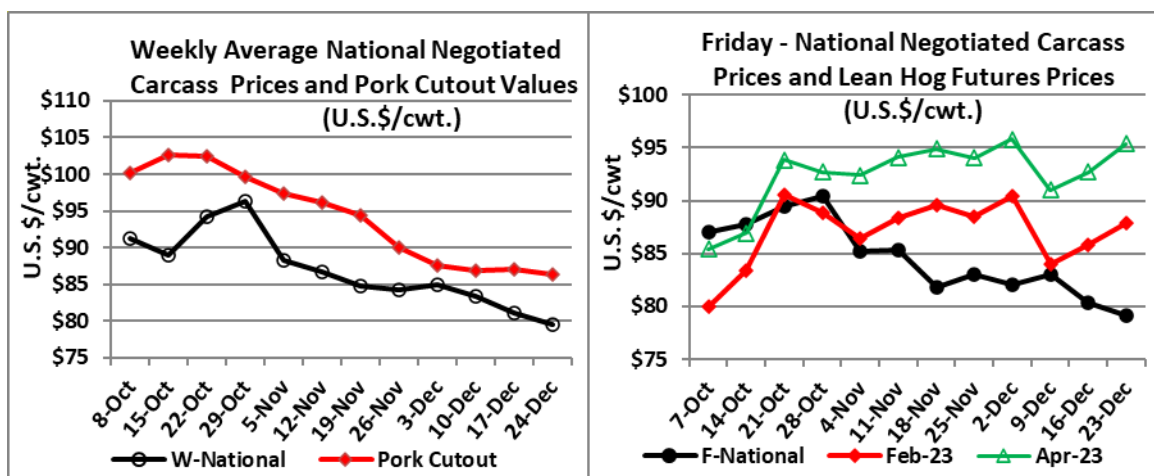 Weekly Average National Negotiated
Carcass Prices and Pork Cutout Values
(U.S.$/cwt.)
U.S. $/cwt.
$110
$105
$100
$95
$90
$85
$80
$75
8-Oct
15-Oct
22-Oct
29-Oct
5-Nov
12-Nov
19-Nov
26-Nov
3-Dec
10-Dec
17-Dec
24-Dec
W-National
Pork Cutout
Friday - National Negotiated Carcass
Prices and Lean Hog Futures Prices
(U.S.$/cwt.)
U.S. $/cwt
$100
$95
$90
$85
$80
$75
7-Oct
14-Oct
21-Oct
28-Oct
4-Nov
11-Nov
18-Nov
25-Nov
2-Dec
9-Dec
16-Dec
23-Dec
F-National
Feb-23
Apr-23